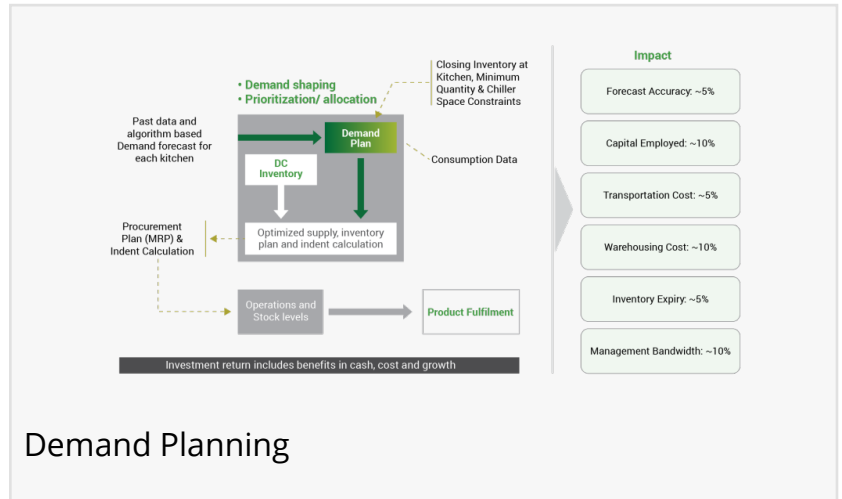 • Demand shaping
• Prioritization/ allocation
Closing Inventory at
Kitchen, Minimum
Quantity & Chiller
Space Constraints
Past data and
algorithm based
Demand forecast for
each kitchen
Demand
Plan
DC
Inventory
Consumption Data
Procurement
Plan (MRP) &
Indent Calculation
Optimized supply, inventory
plan and indent calculation
Operations and
Stock levels
Product Fulfilment
Investment return includes benefits in cash, cost and growth
Impact
Forecast Accuracy: ~5%
Capital Employed: ~10%
Transportation Cost: ~5%
Warehousing Cost: ~10%
Inventory Expiry: ~5%
Management Bandwidth: ~10%
Demand Planning